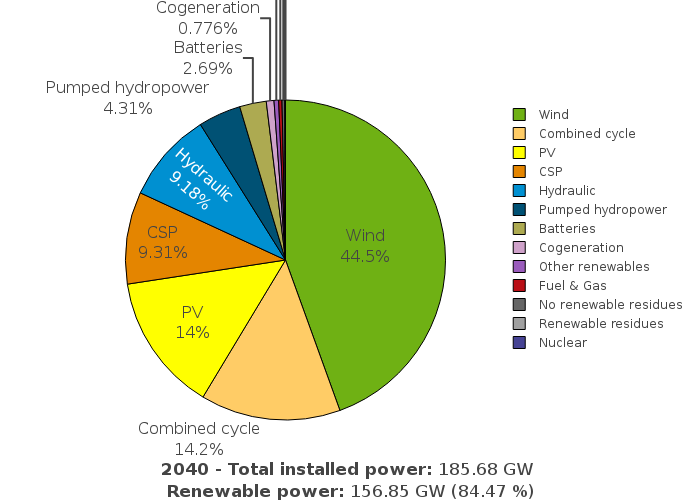 Cogeneration
0.776%
Batteries
2.69%
Pumped hydropower
4.31%
Hydraulic
9.18%
CSP
9.31%
PV
14%
Wind
44.5%
Combined cycle
14.2%
Wind
Combined cycle
PV
CSP
Hydraulic
Pumped hydropower
Batteries
Cogeneration
Other renewables
Fuel & Gas
No renewable residues
Renewable residues
Nuclear
2040 - Total installed power: 185.68 GW
Renewable power: 156.85 GW (84.47 %)